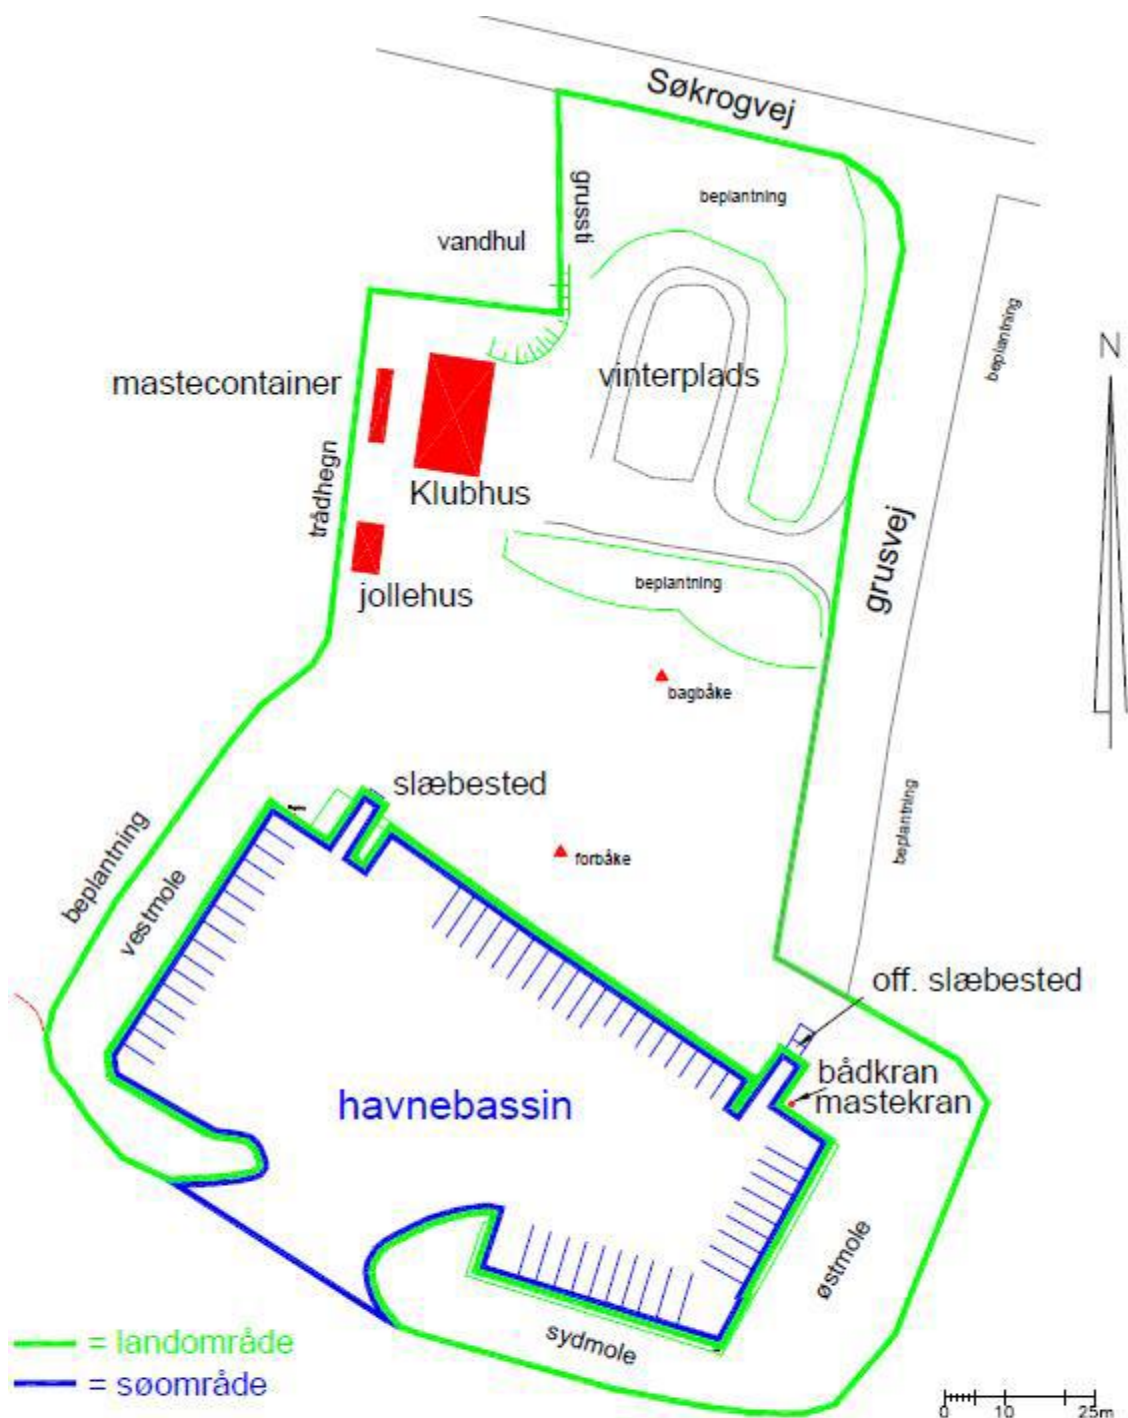 Søkrogvej
beplantning
grussti
vandhul
beplantning
N
mastecontainer
vinterplads
trådhegn
Klubhus
grusvej
jollehus
beplantning
bagbåke
slæbested
beplantning
forbåke
beplantning
vestmole
off. slæbested
bådkran
mastekran
havnebassin
østmole
sydmole
= landområde
= søområde
0 10 25m